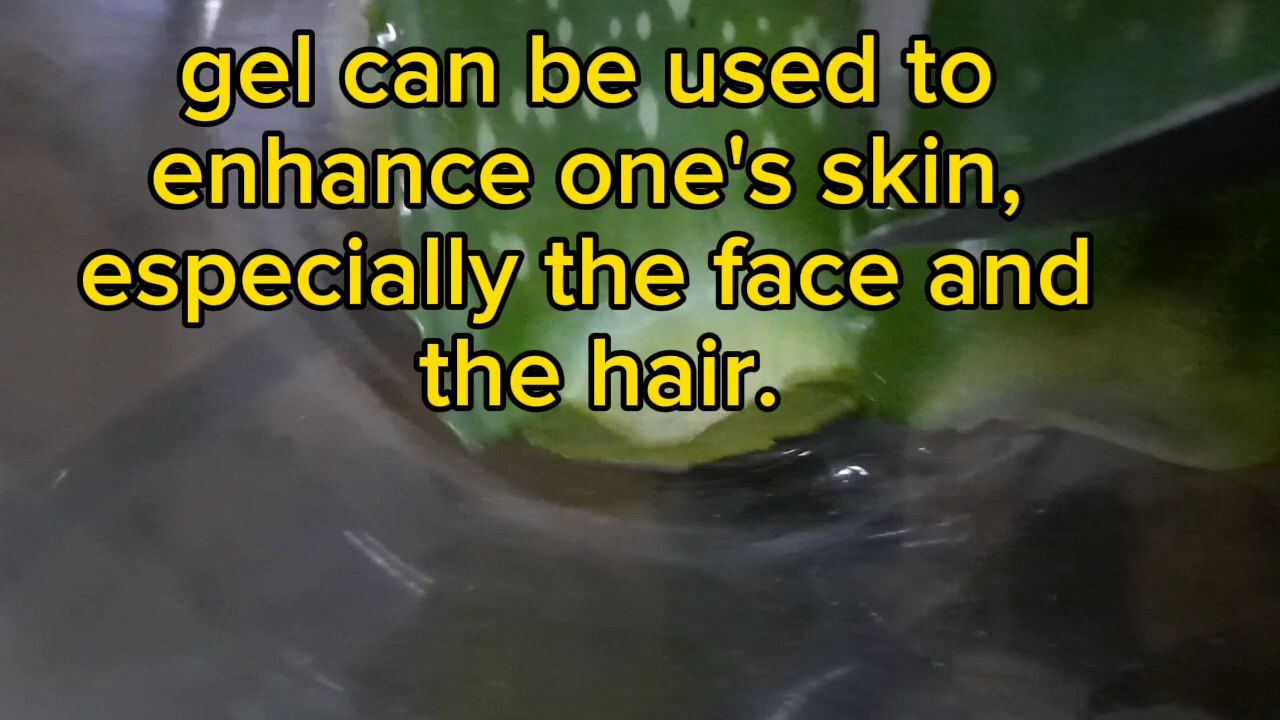 gel can be used to
enhance one's skin,
especially the face and
the hair.